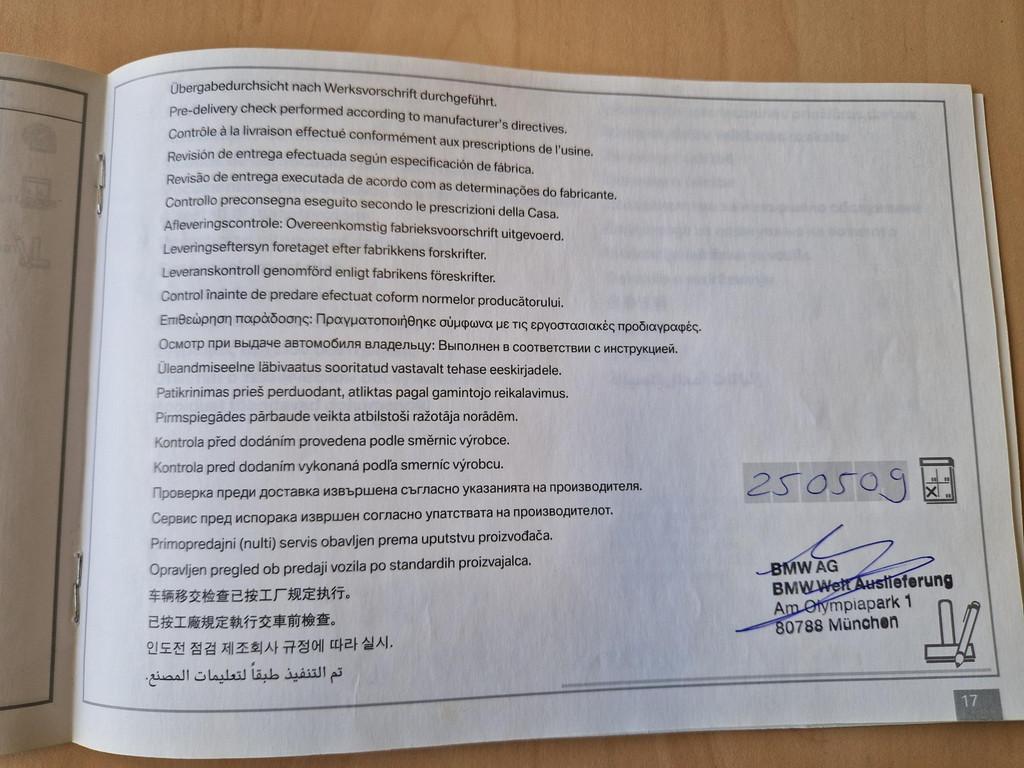 Übergabedurchsicht nach Werksvorschrift durchgeführt.
Pre-delivery check performed according to manufacturer's directives.
Contrôle à la livraison effectué conformément aux prescriptions de l'usine.
Revisión de entrega efectuada según especificación de fábrica.
Revisão de entrega executada de acordo com as determinações do fabricante.
Controllo preconsegna eseguito secondo le prescrizioni della Casa.
Afleveringscontrole: Overeenkomstig fabrieksvoorschrift uitgevoerd.
Leveringseftersyn foretaget efter fabrikkens forskrifter.
Leveranskontroll genomförd enligt fabrikens föreskrifter.
Control înainte de predare efectuat coform normelor producătorului.
Επιθεώρηση παράδοσης: Πραγματοποιήθηκε σύμφωνα με τις εργοστασιακές προδιαγραφές.
Осмотр при выдаче автомобиля владельцу: Выполнен в соответствии с инструкцией.
Üleandmiseelne läbivaatus sooritatud vastavalt tehase eeskirjadele.
Patikrinimas prieš perduodant, atliktas pagal gamintojo reikalavimus.
Pirmspiegādes pārbaude veikta atbilstoši ražotāja norādēm.
Kontrola před dodáním provedena podle směrnic výrobce.
Kontrola pred dodaním vykonaná podľa smerníc výrobcu.
Проверка преди доставка извършена съгласно указанията на производителя.
Сервис пред испорака извршен согласно упатствата на производителот.
Primopredajni (nulti) servis obavljen prema uputstvu proizvođača.
Opravljen pregled ob predaji vozila po standardih proizvajalca.
车辆移交检查已按工厂规定执行。
已按工廠規定執行交車前檢查。
인도전 점검 제조회사 규정에 따라 실시.
تم التنفيذ طبقاً لتعليمات المصنع.
250509
BMW AG
BMW Welt Auslieferung
Am Olympiapark 1
80788 München
17